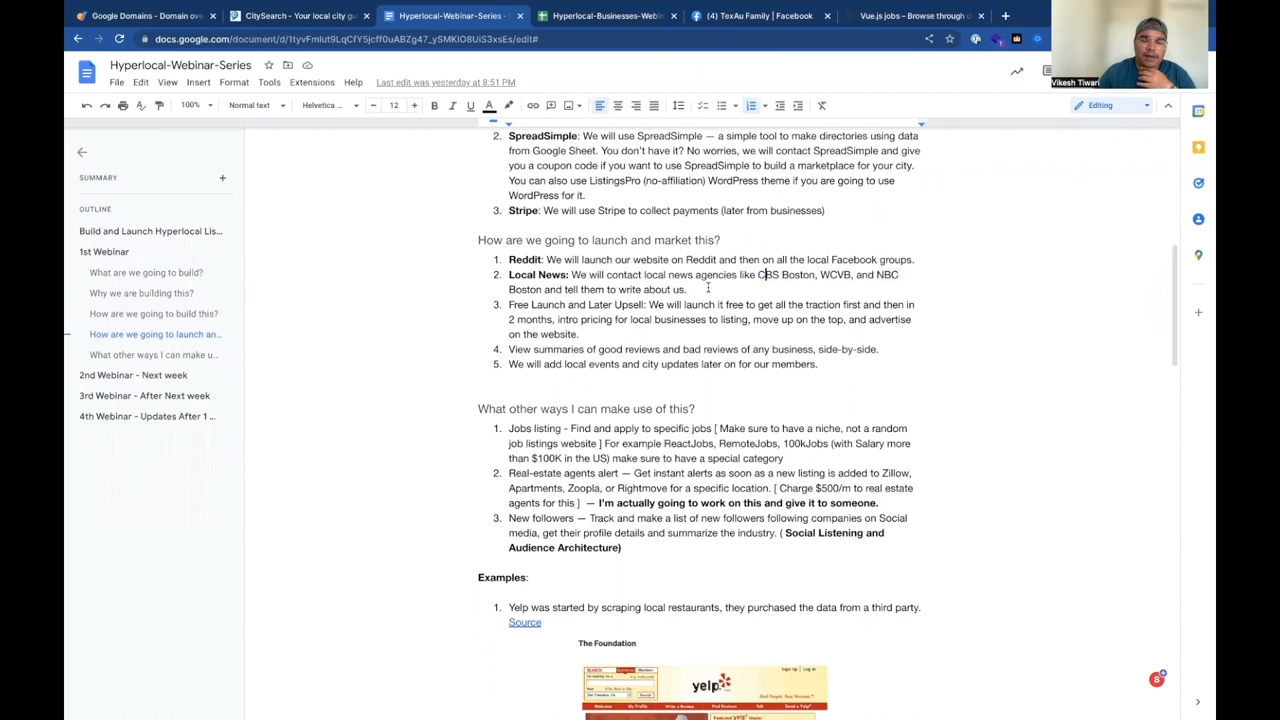 Google Domains - Domain ove
CitySearch - Your local city gu
Hyperlocal-Webinar-Series -
Hyperlocal-Businesses-Webin
(4) TexAu Family | Facebook
Vue.js jobs – Browse through d
docs.google.com/document/d/1tyvFmIut9LqCfY5jcff0uABZg47_ySMKIO8UiS3xsEs/edit#
Hyperlocal-Webinar-Series
File Edit View Insert Format Tools Extensions Help Last edit was yesterday at 8:51 PM
Vikesh Tiwari
100% Normal text Helvetica ... 12 Editing
SUMMARY
OUTLINE
Build and Launch Hyperlocal Lis...
1st Webinar
What are we going to build?
Why we are building this?
How are we going to build this?
How are we going to launch an...
What other ways I can make u...
2nd Webinar - Next week
3rd Webinar - After Next week
4th Webinar - Updates After 1 ...
2. SpreadSimple: We will use SpreadSimple — a simple tool to make directories using data
from Google Sheet. You don't have it? No worries, we will contact SpreadSimple and give
you a coupon code if you want to use SpreadSimple to build a marketplace for your city.
You can also use ListingsPro (no-affiliation) WordPress theme if you are going to use
WordPress for it.
3. Stripe: We will use Stripe to collect payments (later from businesses)
How are we going to launch and market this?
1. Reddit: We will launch our website on Reddit and then on all the local Facebook groups.
2. Local News: We will contact local news agencies like CBS Boston, WCVB, and NBC
Boston and tell them to write about us.
3. Free Launch and Later Upsell: We will launch it free to get all the traction first and then in
2 months, intro pricing for local businesses to listing, move up on the top, and advertise
on the website.
4. View summaries of good reviews and bad reviews of any business, side-by-side.
5. We will add local events and city updates later on for our members.
What other ways I can make use of this?
1. Jobs listing - Find and apply to specific jobs [ Make sure to have a niche, not a random
job listings website ] For example ReactJobs, RemoteJobs, 100kJobs (with Salary more
than $100K in the US) make sure to have a special category
2. Real-estate agents alert — Get instant alerts as soon as a new listing is added to Zillow,
Apartments, Zoopla, or Rightmove for a specific location. [ Charge $500/m to real estate
agents for this ] — I'm actually going to work on this and give it to someone.
3. New followers — Track and make a list of new followers following companies on Social
media, get their profile details and summarize the industry. ( Social Listening and
Audience Architecture)
Examples:
1. Yelp was started by scraping local restaurants, they purchased the data from a third party.
Source
The Foundation
yelp
8